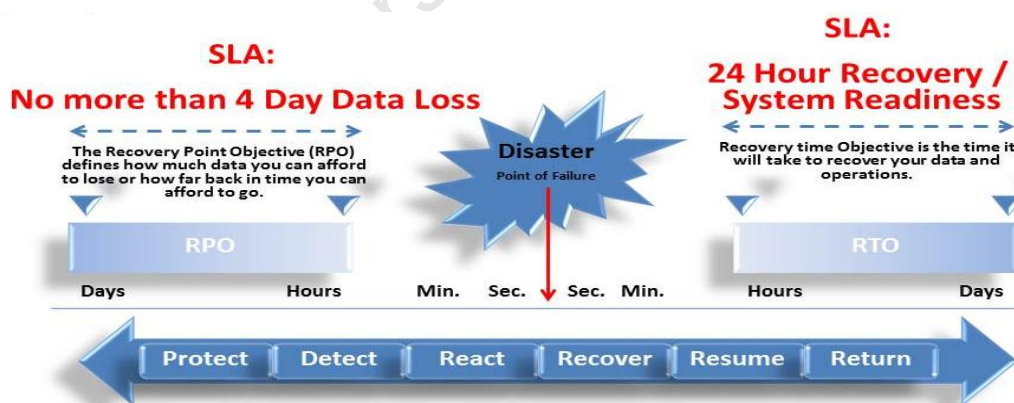 SLA:
No more than 4 Day Data Loss
The Recovery Point Objective (RPO)
defines how much data you can afford
to lose or how far back in time you can
afford to go.
SLA:
24 Hour Recovery /
System Readiness
Recovery time Objective is the time it
will take to recover your data and
operations.
Disaster
Point of Failure
RPO
RTO
Days Hours Min. Sec. Sec. Min. Hours Days
Protect Detect React Recover Resume Return